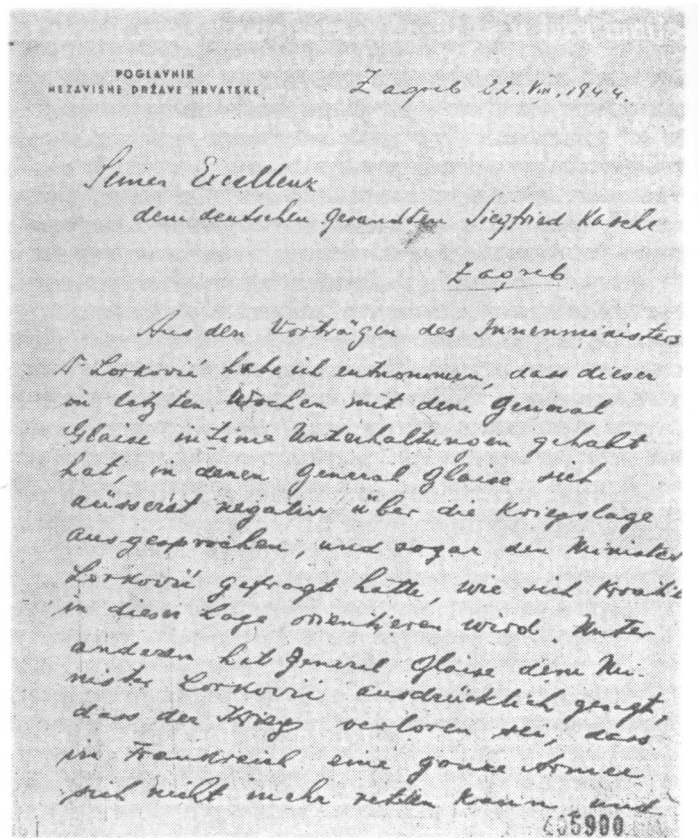 POGLAVNIK
NEZAVISNE DRŽAVE HRVATSKE
Zagreb 22. VIII. 1944.
Seiner Excellenz
dem deutschen Gesandten Siegfried Kasche
Zagreb
Aus den Vorträgen des Innenministers
Dr Lorković habe ich entnommen, dass dieser
in letzten Wochen mit dem General
Glaise intime Unterhaltungen gehabt
hat, in denen General Glaise sich
äusserst negativ über die Kriegslage
ausgesprochen, und sogar den Minister
Lorković gefragt hatte, wie sich
in dieser Lage orientieren wird. Unter
anderen hat General Glaise dem Mi-
nister Lorković ausdrücklich gesagt,
dass der Krieg verloren sei, dass
in Frankreich eine ganze Armee
sich nicht mehr retten kann und
5900